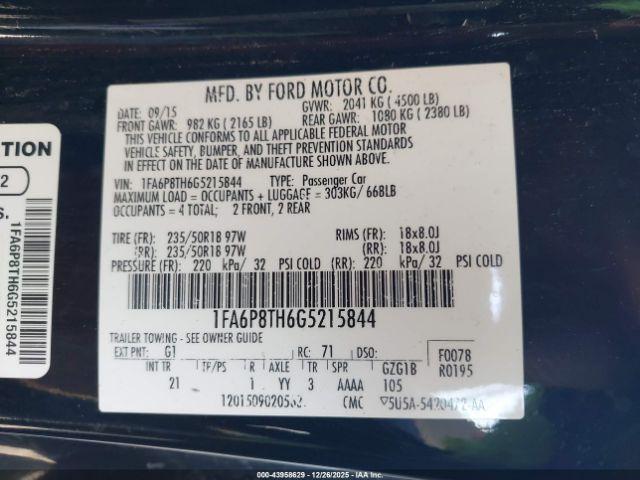 MFD. BY FORD MOTOR CO.
DATE: 09/15 GVWR: 2041 KG ( 4500 LB)
FRONT GAWR: 982 KG ( 2165 LB) REAR GAWR: 1080 KG ( 2380 LB)
THIS VEHICLE CONFORMS TO ALL APPLICABLE FEDERAL MOTOR
VEHICLE SAFETY, BUMPER, AND THEFT PREVENTION STANDARDS
IN EFFECT ON THE DATE OF MANUFACTURE SHOWN ABOVE.
VIN: 1FA6P8TH6G5215844 TYPE: Passenger Car
MAXIMUM LOAD = OCCUPANTS + LUGGAGE = 303KG/ 668LB
OCCUPANTS = 4 TOTAL; 2 FRONT, 2 REAR
TIRE (FR): 235/50R18 97W RIMS (FR): 18x8.0J
(RR): 235/50R18 97W (RR): 18x8.0J
PRESSURE (FR): 220 kPa/ 32 PSI COLD (RR): 220 kPa/ 32 PSI COLD
1FA6P8TH6G5215844
TRAILER TOWING - SEE OWNER GUIDE
EXT PNT: G1 RC: 71 DSO: F0078
INT TR TP/PS R AXLE TR SPR GZG1B R0195
21 1 YY 3 AAAA 105
CMC
TION
2
1FA6P8TH6G5215844
000-43958629 - 12/26/2025 - IAA Inc.